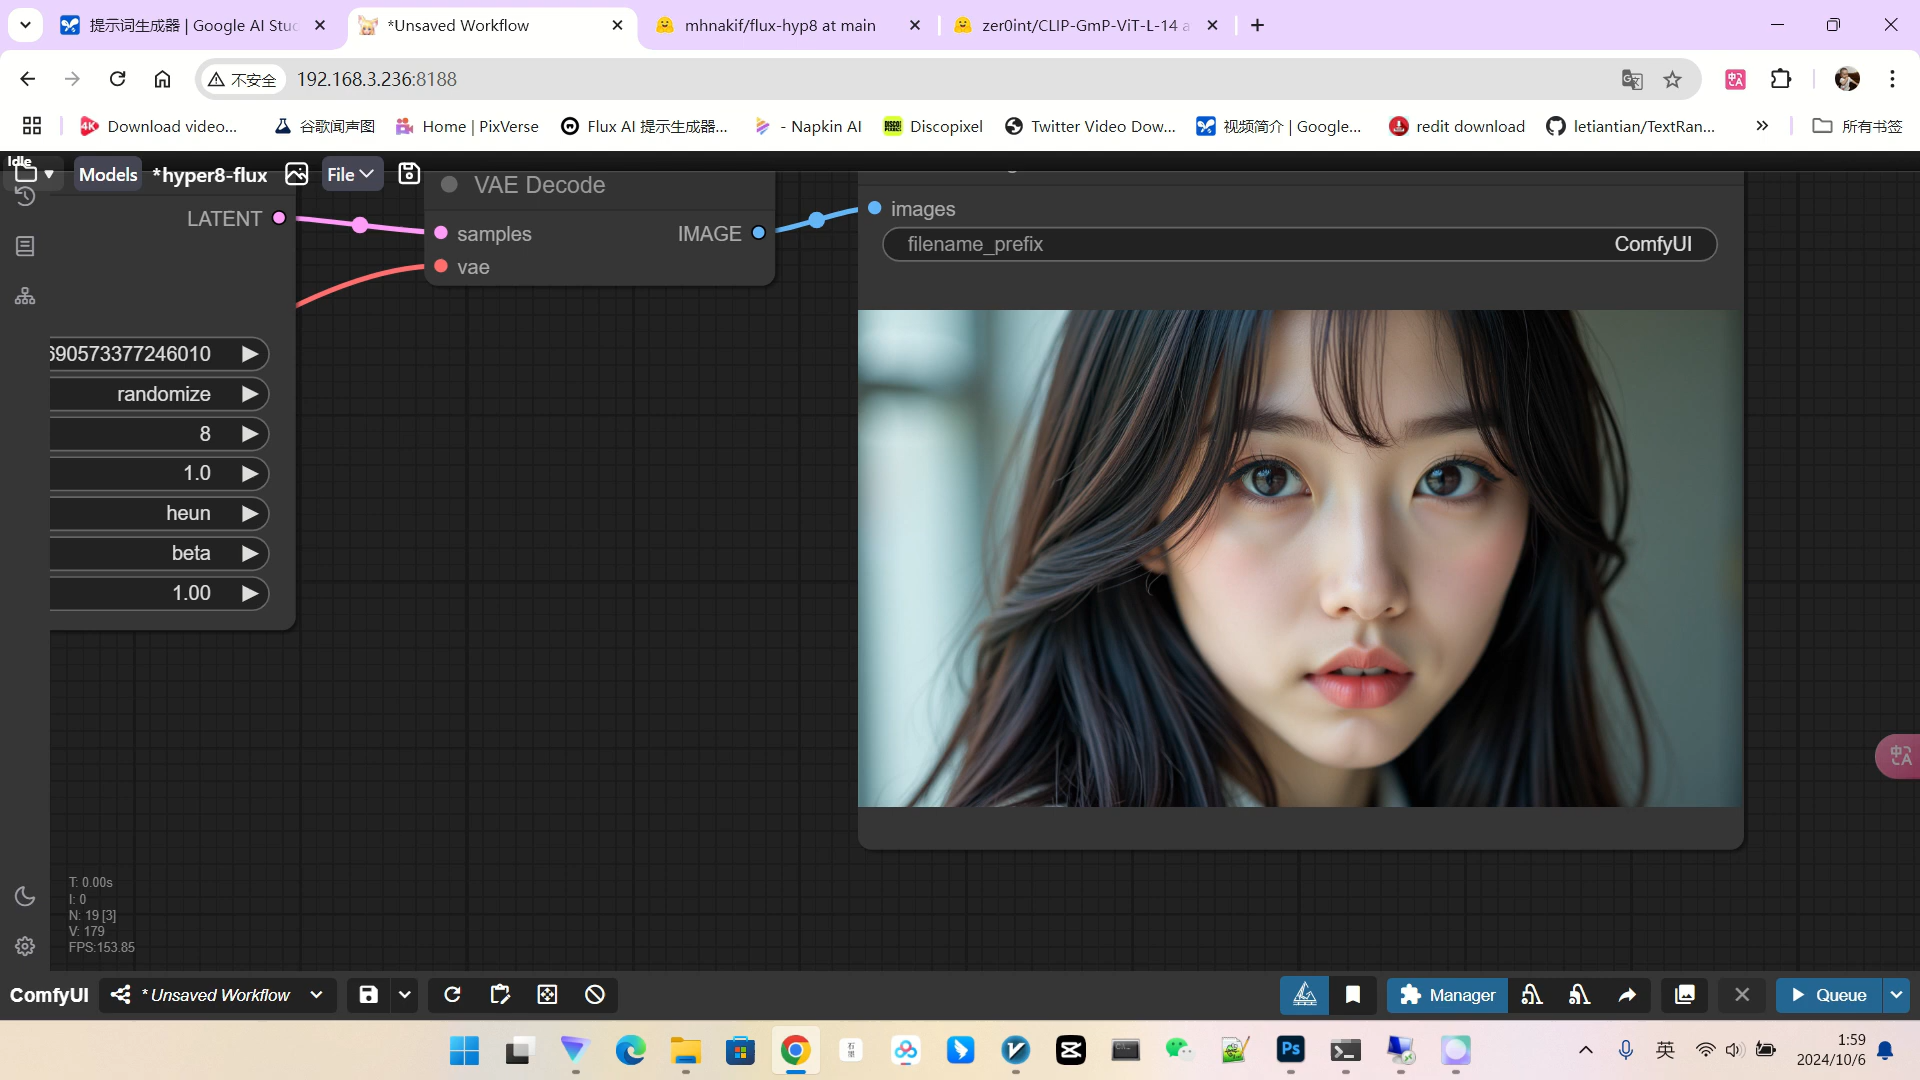 提示词生成器 | Google AI Stu
*Unsaved Workflow
mhnakif/flux-hyp8 at main
zer0int/CLIP-GmP-ViT-L-14 a
不安全
192.168.3.236:8188
Download video...
谷歌闻声图
Home | PixVerse
Flux AI 提示生成器...
- Napkin AI
Discopixel
Twitter Video Dow...
视频简介 | Google...
redit download
letiantian/TextRan...
所有书签
Idle
Models
*hyper8-flux
File
VAE Decode
LATENT
samples
IMAGE
vae
images
filename_prefix
ComfyUI
690573377246010
randomize
8
1.0
heun
beta
1.00
T: 0.00s
I: 0
N: 19 [3]
V: 179
FPS:153.85
ComfyUI
* Unsaved Workflow
Manager
Queue
Ps
英
1:59
2024/10/6